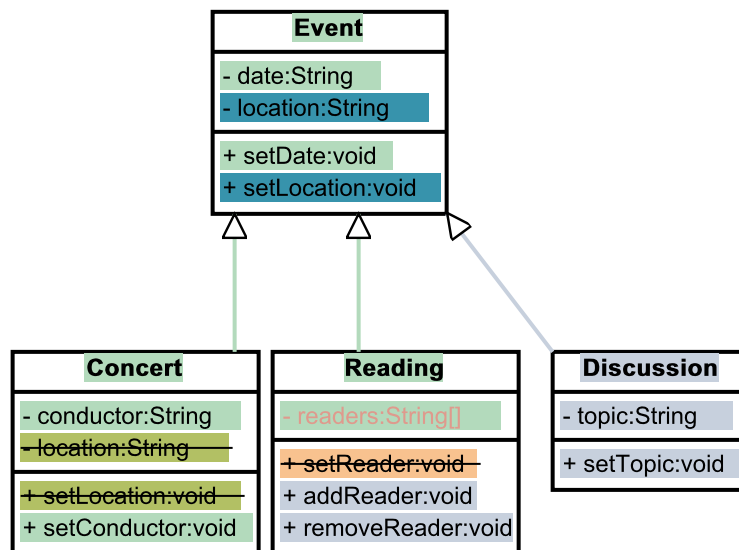 Event
- date:String
- location:String
+ setDate:void
+ setLocation:void
Concert
- conductor:String
- location:String
+ setLocation:void
+ setConductor:void
Reading
- readers:String[]
+ setReader:void
+ addReader:void
+ removeReader:void
Discussion
- topic:String
+ setTopic:void